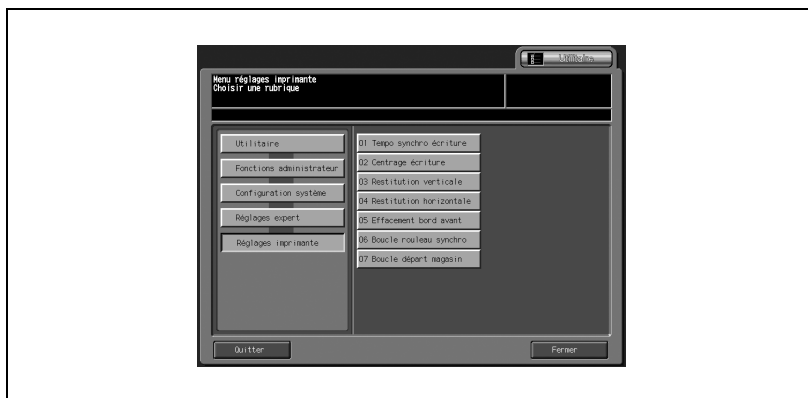 Utilitaire
Menu réglages imprimante
Choisir une rubrique
Utilitaire
Fonctions administrateur
Configuration système
Réglages expert
Réglages imprimante
01 Tempo synchro écriture
02 Centrage écriture
03 Restitution verticale
04 Restitution horizontale
05 Effacement bord avant
06 Boucle rouleau synchro
07 Boucle départ magasin
Quitter
Fermer